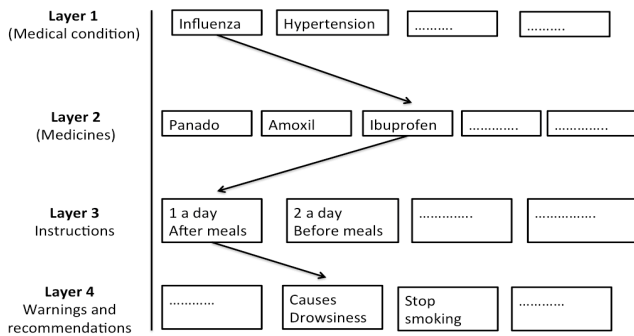 Layer 1
(Medical condition)
Influenza
Hypertension
..........
..........
Layer 2
(Medicines)
Panado
Amoxil
Ibuprofen
.............
..............
Layer 3
Instructions
1 a day
After meals
2 a day
Before meals
..............
................
Layer 4
Warnings and
recommendations
............
Causes
Drowsiness
Stop
smoking
............